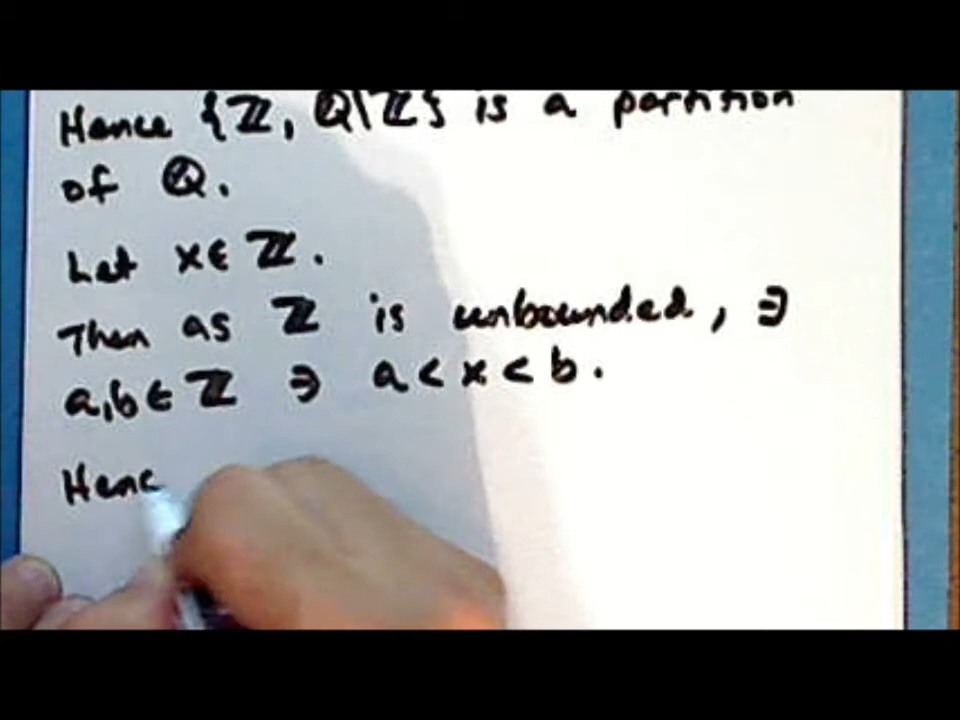 Hence {ℤ, ℚ\ℤ} is a partition
of ℚ.
Let x∈ ℤ.
Then as ℤ is unbounded, ∋
a,b∈ ℤ ∋ a<x<b.
Henc